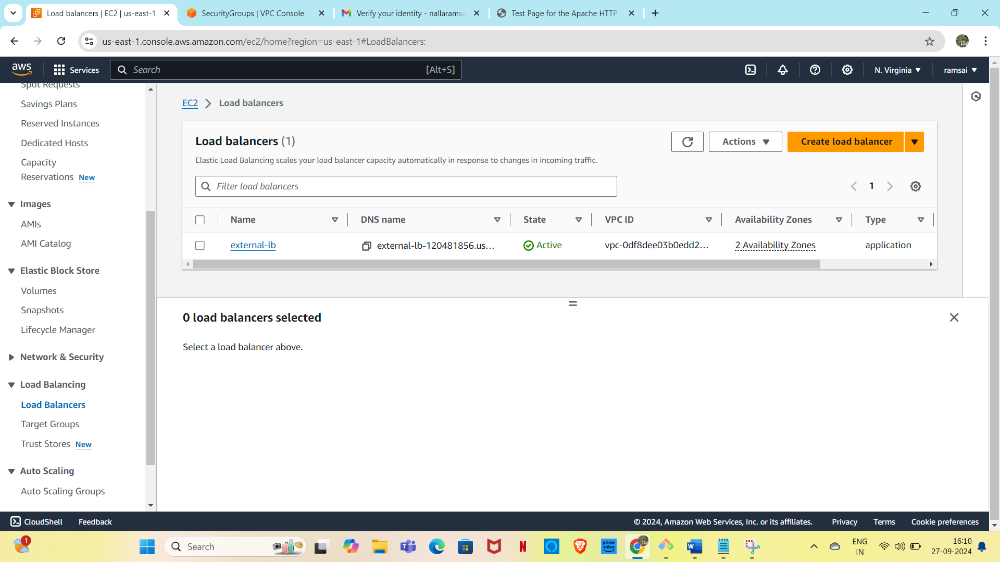 Load balancers | EC2 | us-east-1
SecurityGroups | VPC Console
Verify your identity - nallaramsa
Test Page for the Apache HTTP
us-east-1.console.aws.amazon.com/ec2/home?region=us-east-1#LoadBalancers:
aws
Services
Search
[Alt+S]
N. Virginia
ramsai
Spot Requests
Savings Plans
Reserved Instances
Dedicated Hosts
Capacity
Reservations New
Images
AMIs
AMI Catalog
Elastic Block Store
Volumes
Snapshots
Lifecycle Manager
Network & Security
Load Balancing
Load Balancers
Target Groups
Trust Stores New
Auto Scaling
Auto Scaling Groups
EC2 > Load balancers
Load balancers (1)
Actions
Create load balancer
Elastic Load Balancing scales your load balancer capacity automatically in response to changes in incoming traffic.
Filter load balancers
1
Name DNS name State VPC ID Availability Zones Type
external-lb external-lb-120481856.us... Active vpc-0df8dee03b0edd2... 2 Availability Zones application
0 load balancers selected
Select a load balancer above.
CloudShell Feedback
© 2024, Amazon Web Services, Inc. or its affiliates. Privacy Terms Cookie preferences
1
Search
prime
video
ENG
IN
16:10
27-09-2024